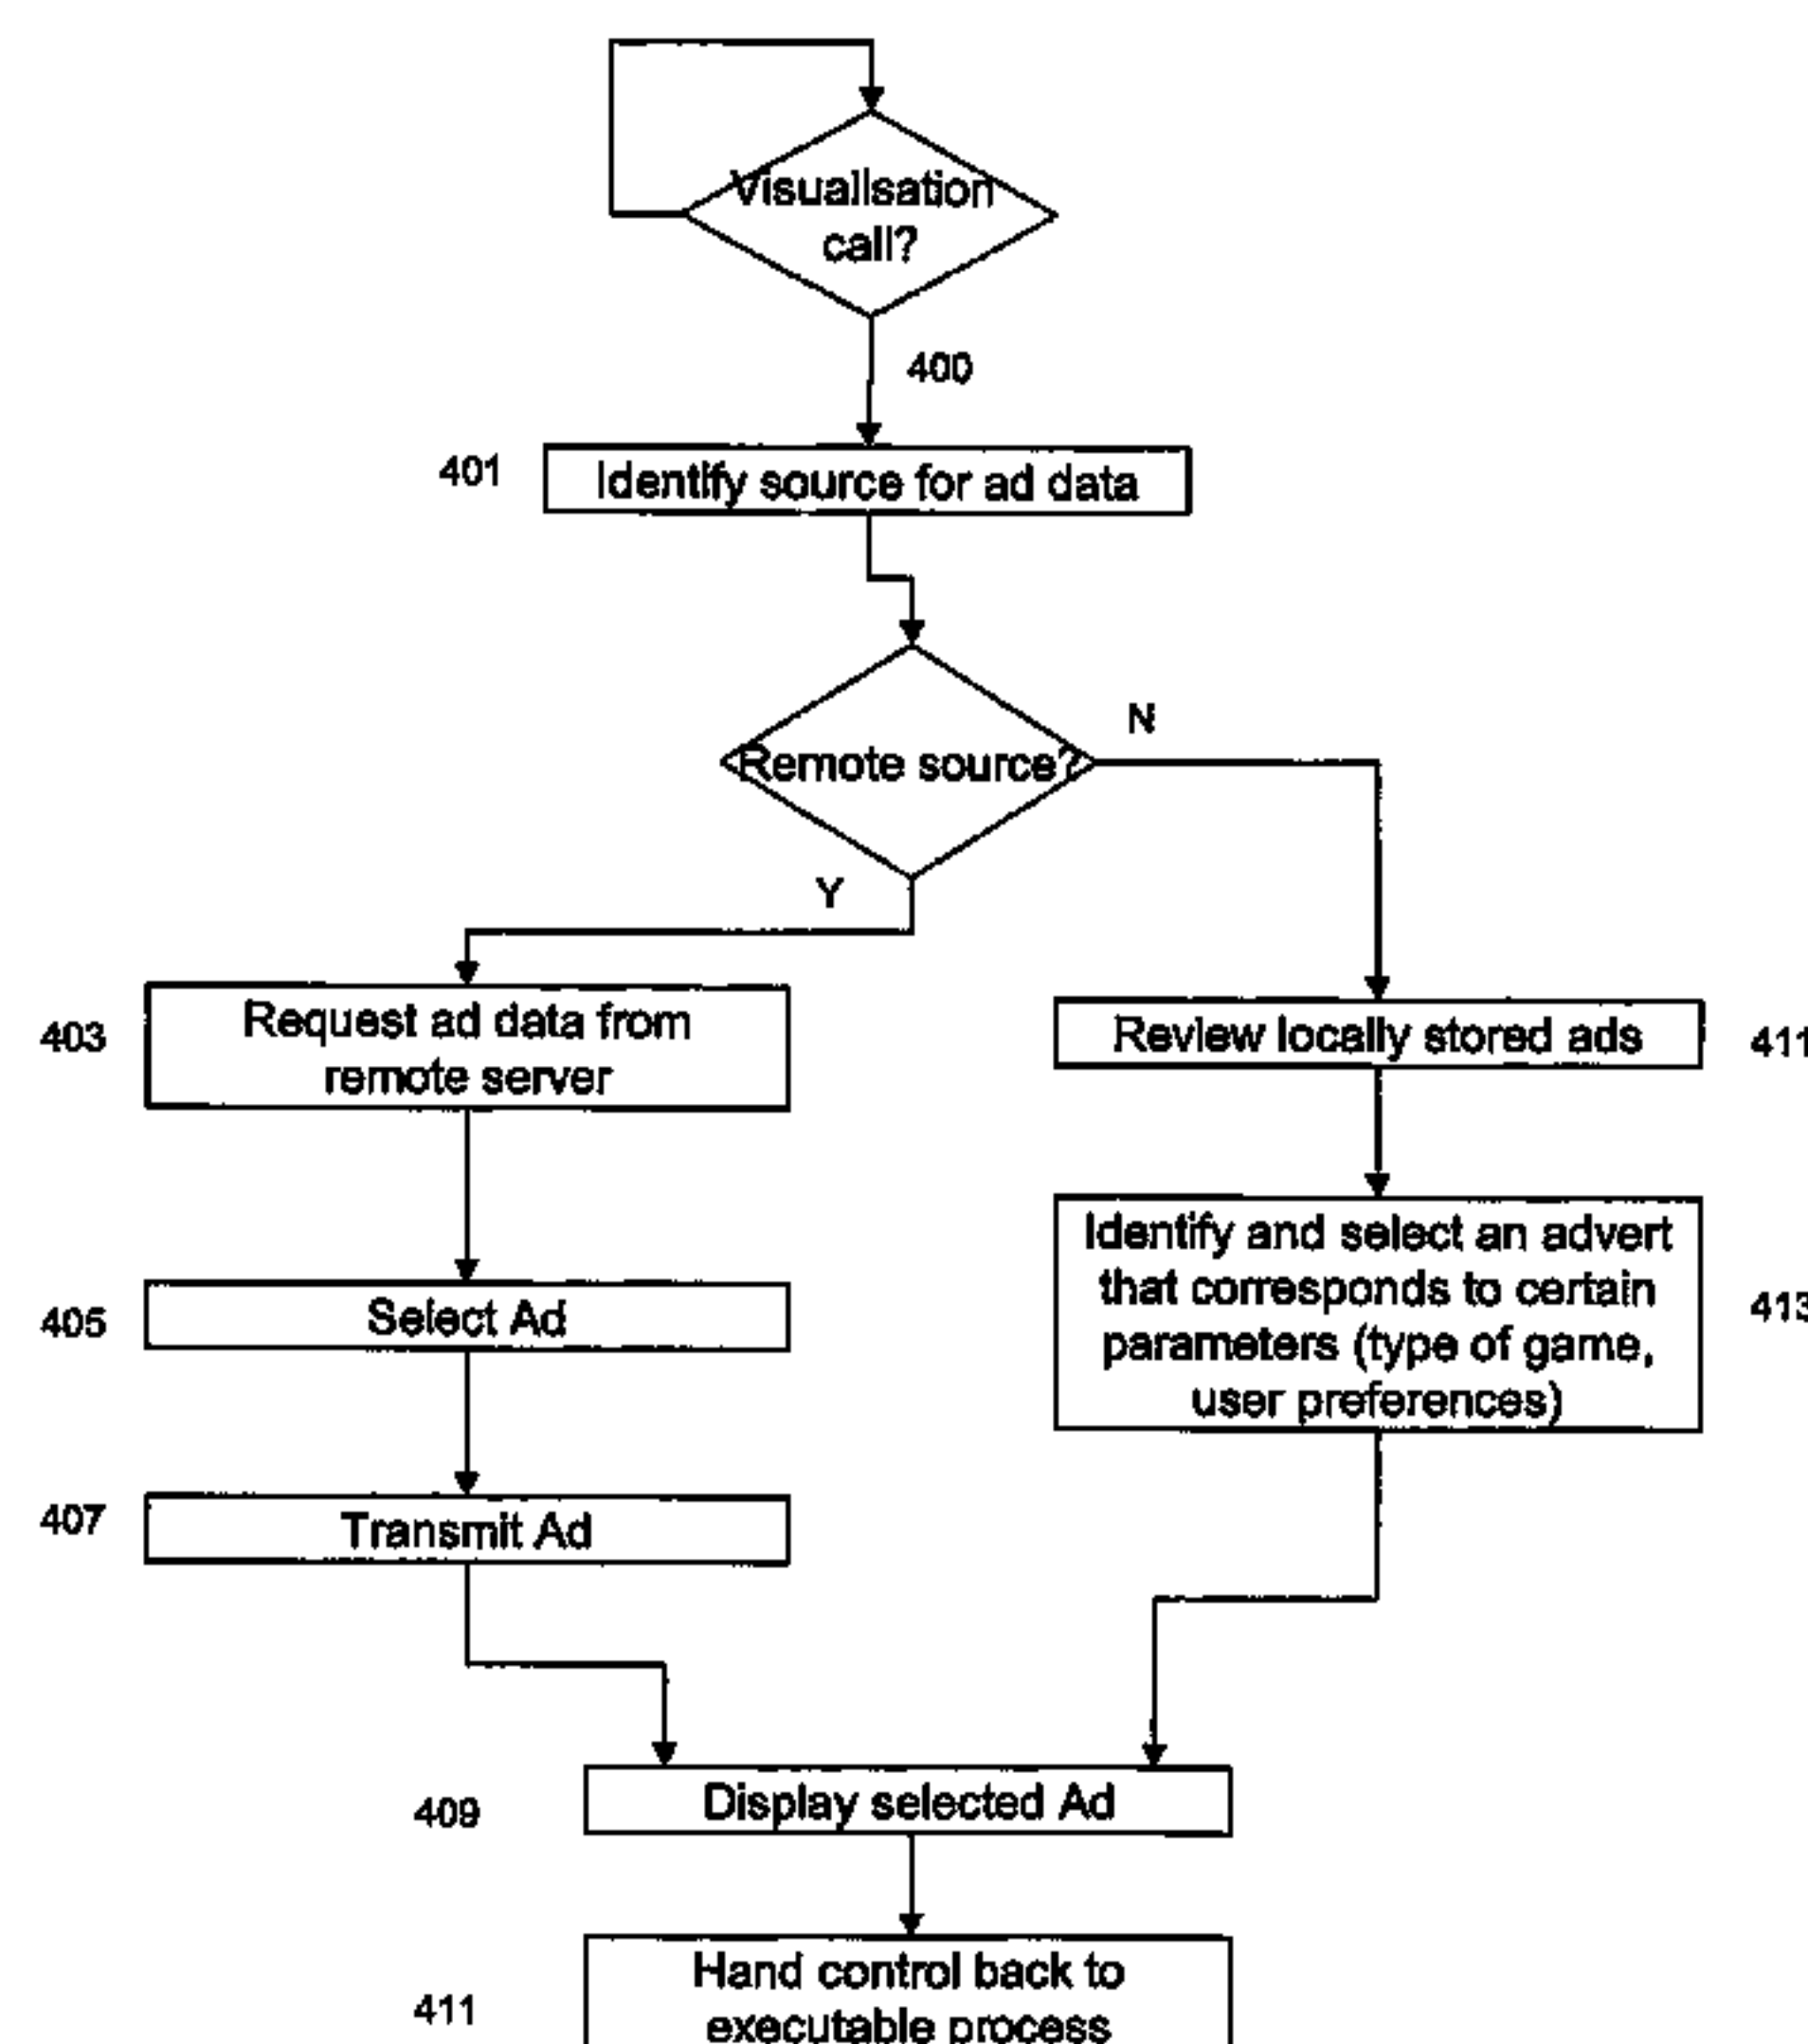 Visualisation
call?
400
401
Identify source for ad data
N
Remote source?
Y
403
Request ad data from
remote server
Review locally stored ads
411
Identify and select an advert
that corresponds to certain
parameters (type of game,
user preferences)
413
405
Select Ad
407
Transmit Ad
409
Display selected Ad
411
Hand control back to
executable process